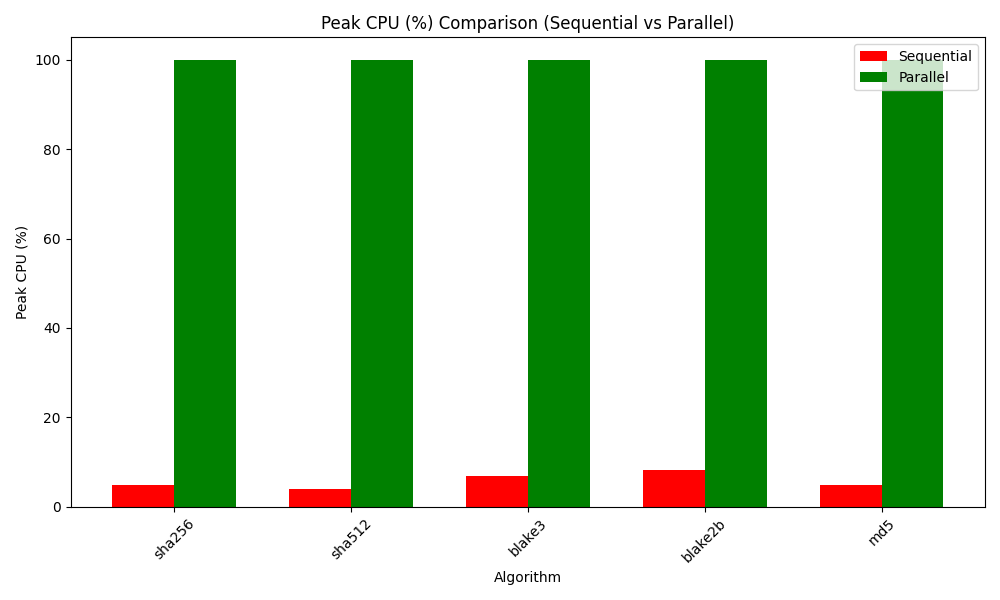 Peak CPU (%) Comparison (Sequential vs Parallel)
Sequential
Parallel
Peak CPU (%)
100
80
60
40
20
0
sha256
sha512
blake3
blake2b
md5
Algorithm